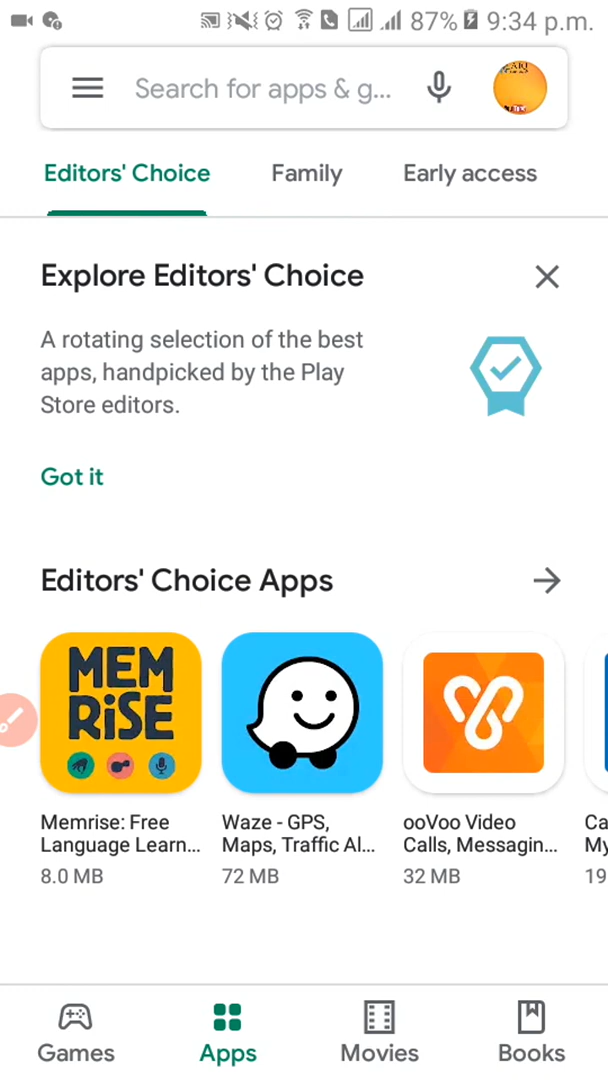 87% 9:34 p.m.
Search for apps & g...
Editors' Choice Family Early access
Explore Editors' Choice
A rotating selection of the best
apps, handpicked by the Play
Store editors.
Got it
Editors' Choice Apps
MEM
RiSE
Memrise: Free
Language Learn...
8.0 MB
Waze - GPS,
Maps, Traffic Al...
72 MB
ooVoo Video
Calls, Messagin...
32 MB
Ca
My
19
Games Apps Movies Books